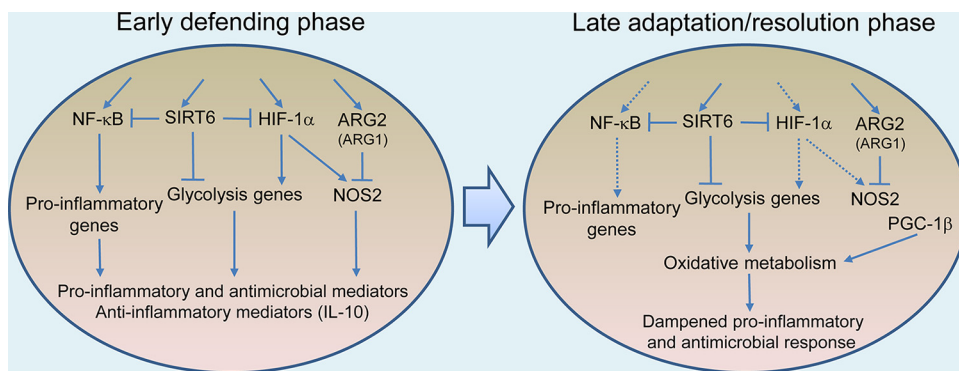 Early defending phase
NF-κB
SIRT6
HIF-1α
ARG2
(ARG1)
Pro-inflammatory
genes
Glycolysis genes
NOS2
Pro-inflammatory and antimicrobial mediators
Anti-inflammatory mediators (IL-10)
Late adaptation/resolution phase
NF-κB
SIRT6
HIF-1α
ARG2
(ARG1)
Pro-inflammatory
genes
Glycolysis genes
NOS2
PGC-1β
Oxidative metabolism
Dampened pro-inflammatory
and antimicrobial response